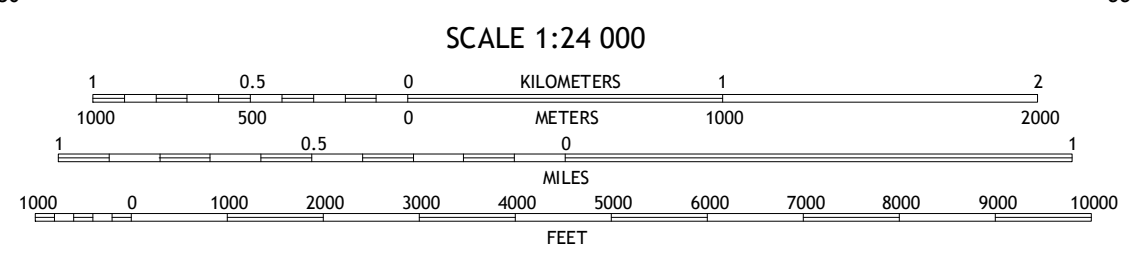 SCALE 1:24 000
1 0.5 0 KILOMETERS 1 2
1000 500 0 METERS 1000 2000
1 0.5 0 1
MILES
1000 0 1000 2000 3000 4000 5000 6000 7000 8000 9000 10000
FEET